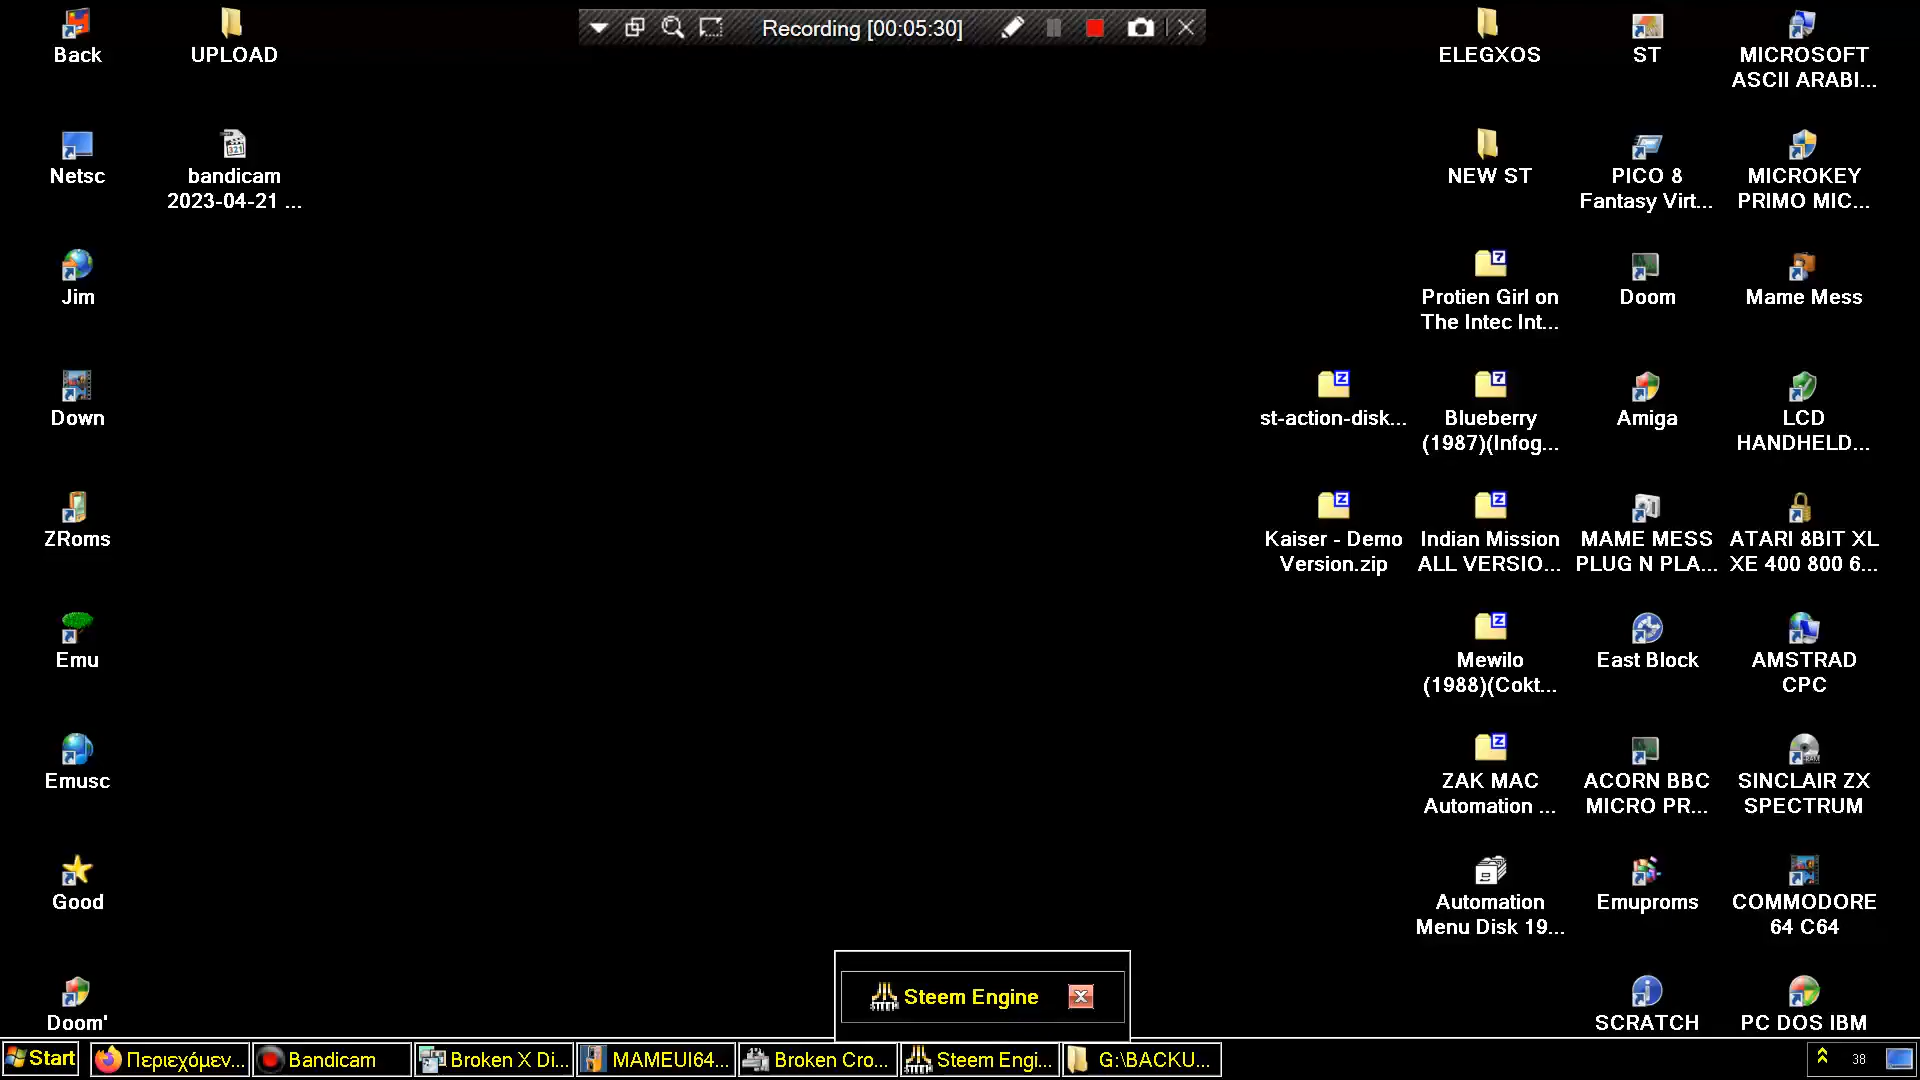 Recording [00:05:30]
Back
UPLOAD
ELEGXOS
ST
MICROSOFT
ASCII ARABI...
Netsc
bandicam
2023-04-21 ...
NEW ST
PICO 8
Fantasy Virt...
MICROKEY
PRIMO MIC...
Jim
Protien Girl on
The Intec Int...
Doom
Mame Mess
Down
st-action-disk...
Blueberry
(1987)(Infog...
Amiga
LCD
HANDHELD...
ZRoms
Kaiser - Demo
Version.zip
Indian Mission
ALL VERSIO...
MAME MESS
PLUG N PLA...
ATARI 8BIT XL
XE 400 800 6...
Emu
Mewilo
(1988)(Cokt...
East Block
AMSTRAD
CPC
Emusc
ZAK MAC
Automation ...
ACORN BBC
MICRO PR...
SINCLAIR ZX
SPECTRUM
Good
Automation
Menu Disk 19...
Emuproms
COMMODORE
64 C64
Steem Engine
Doom'
SCRATCH
PC DOS IBM
Start
Περιεχόμεν...
Bandicam
Broken X Di...
MAMEUI64...
Broken Cro...
Steem Engi...
G:\BACKU...
38